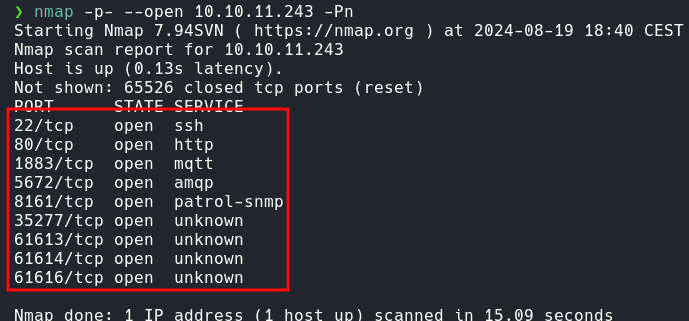 ❯ nmap -p- --open 10.10.11.243 -Pn
Starting Nmap 7.94SVN ( https://nmap.org ) at 2024-08-19 18:40 CEST
Nmap scan report for 10.10.11.243
Host is up (0.13s latency).
Not shown: 65526 closed tcp ports (reset)
PORT      STATE SERVICE
22/tcp    open  ssh
80/tcp    open  http
1883/tcp  open  mqtt
5672/tcp  open  amqp
8161/tcp  open  patrol-snmp
35277/tcp open  unknown
61613/tcp open  unknown
61614/tcp open  unknown
61616/tcp open  unknown
Nmap done: 1 IP address (1 host up) scanned in 15.09 seconds